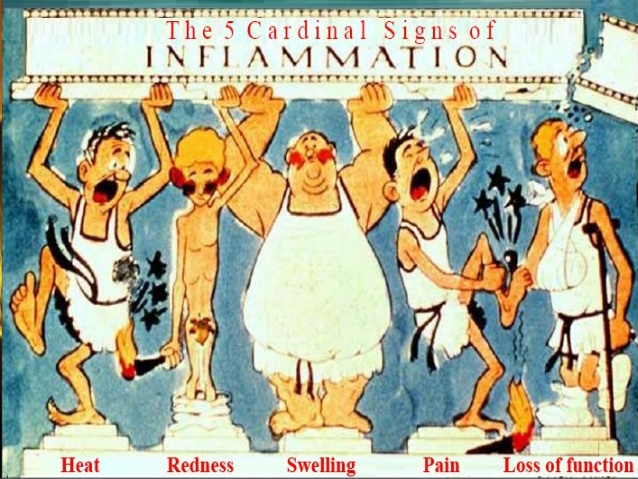 The 5 Cardinal Signs of
INFLAMMATION
Heat Redness Swelling Pain Loss of function